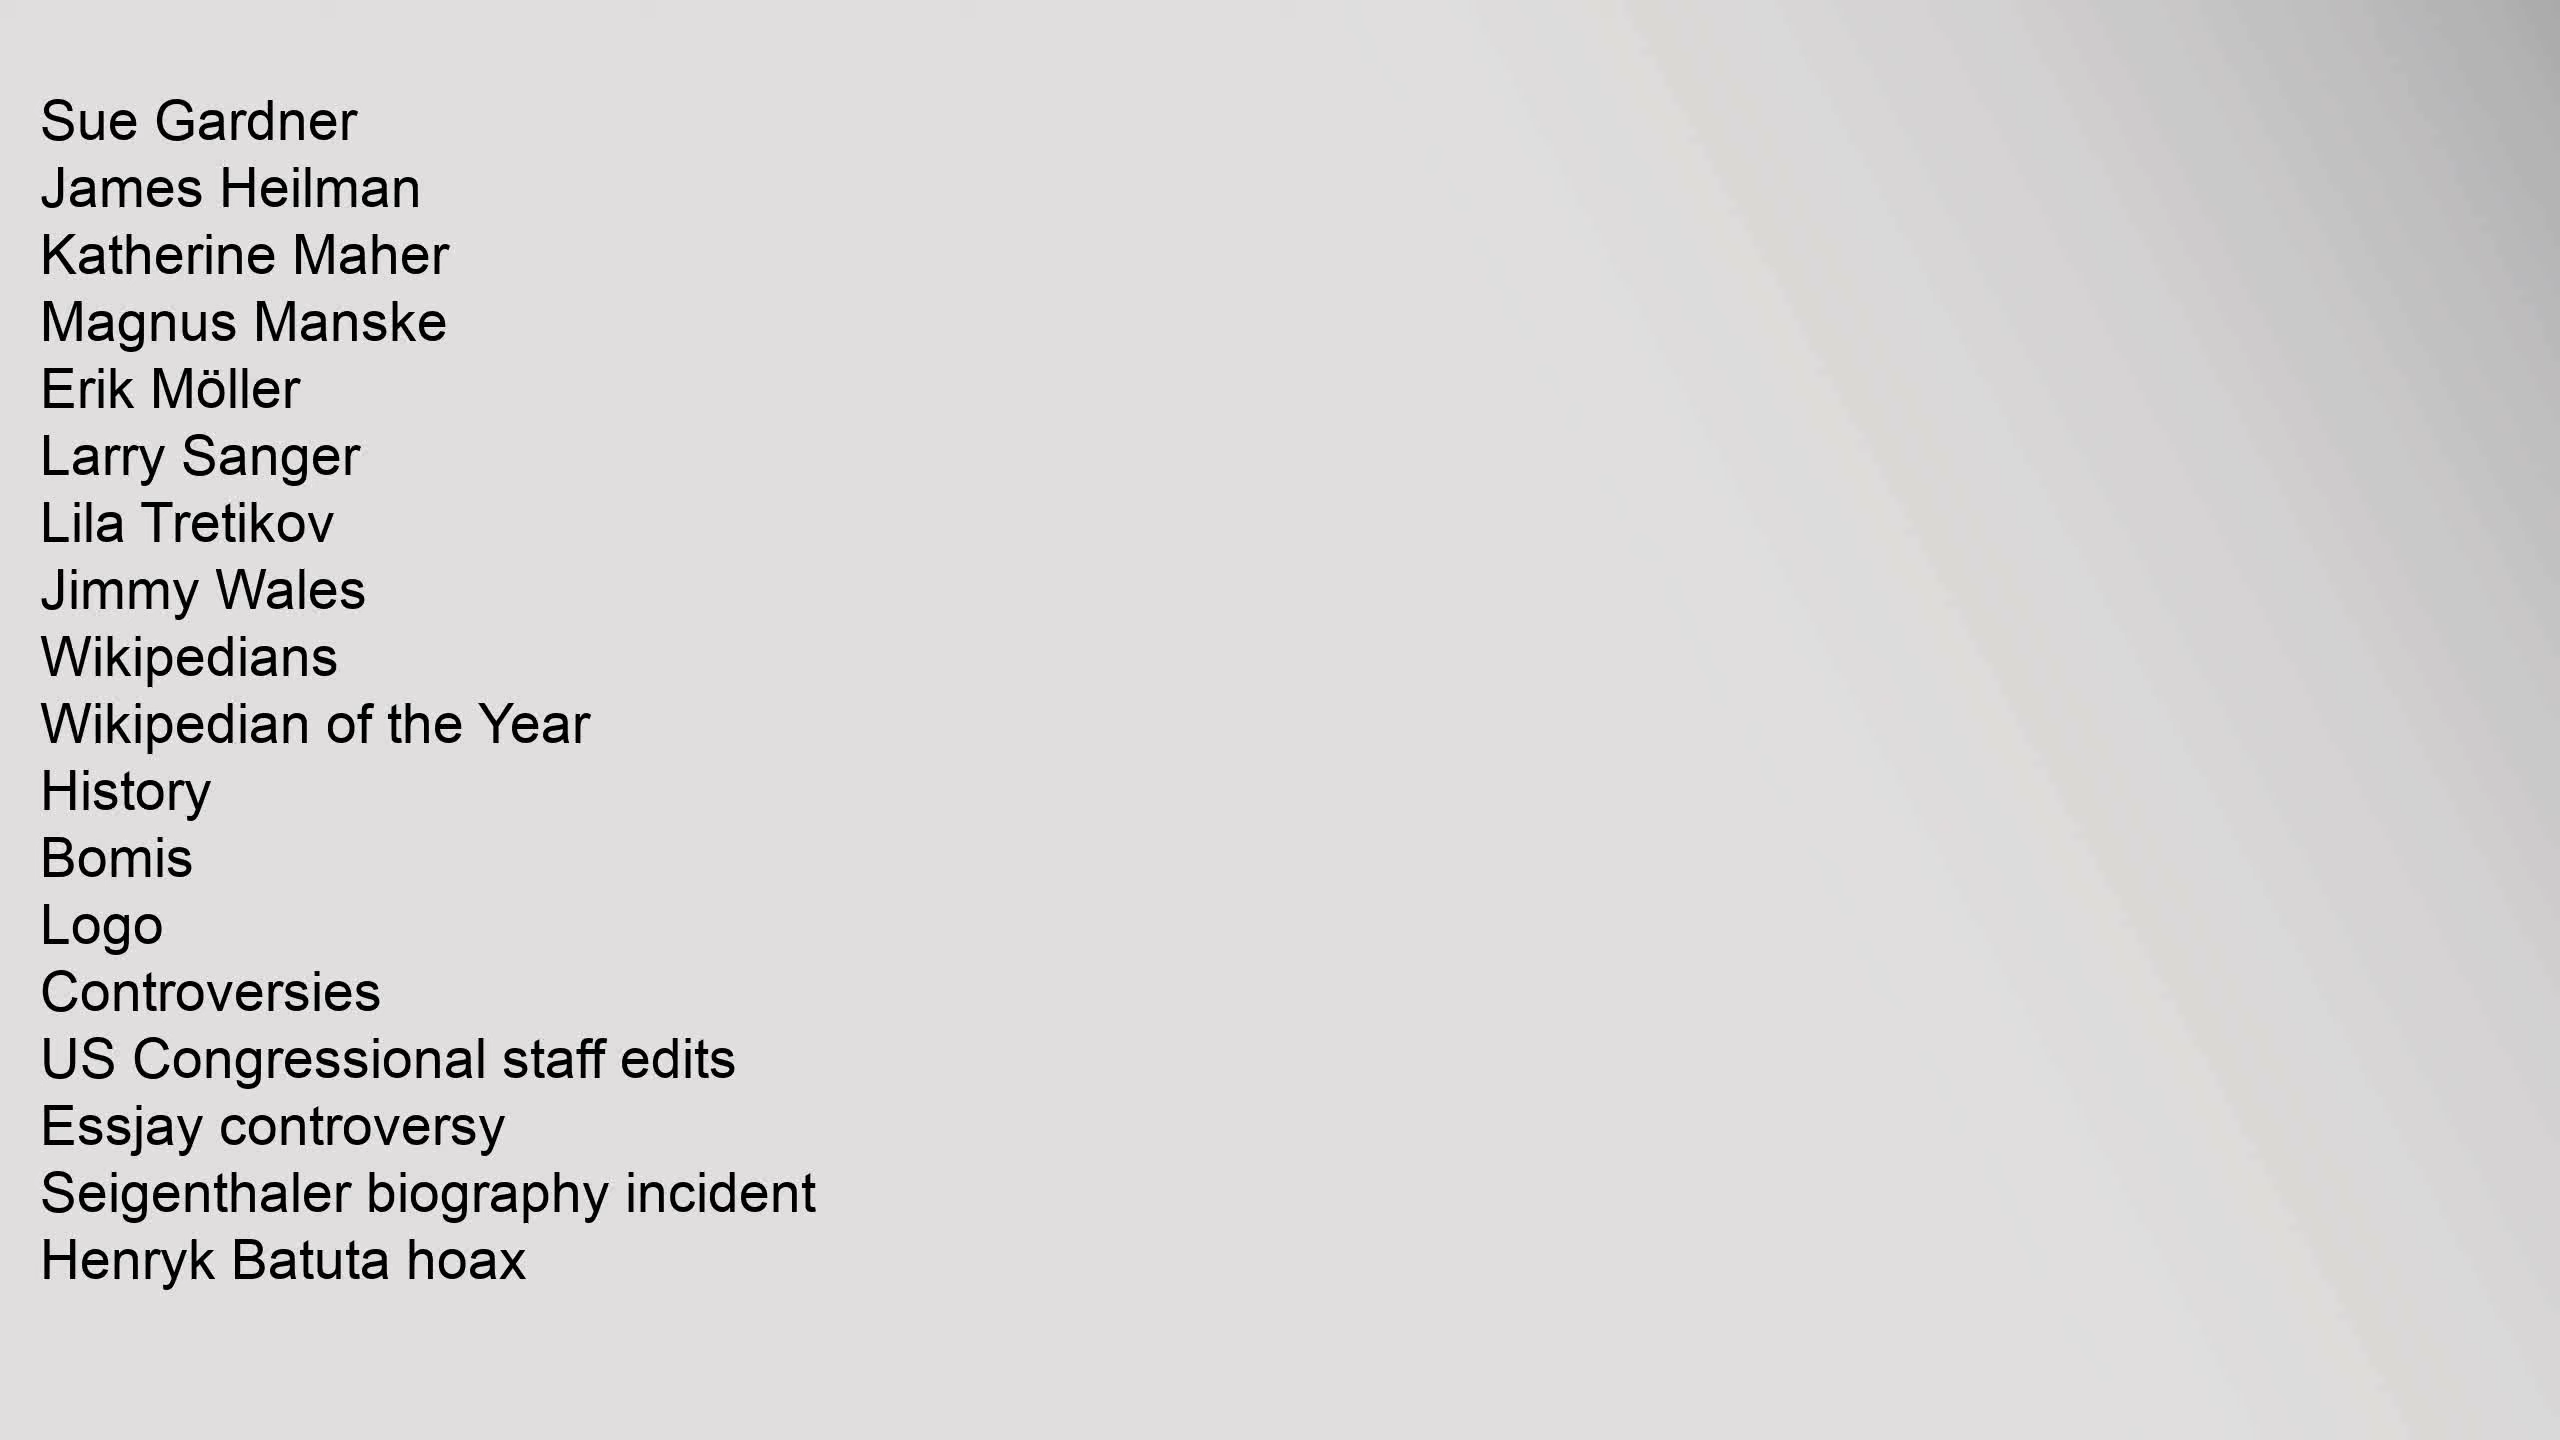 Sue Gardner
James Heilman
Katherine Maher
Magnus Manske
Erik Möller
Larry Sanger
Lila Tretikov
Jimmy Wales
Wikipedians
Wikipedian of the Year
History
Bomis
Logo
Controversies
US Congressional staff edits
Essjay controversy
Seigenthaler biography incident
Henryk Batuta hoax